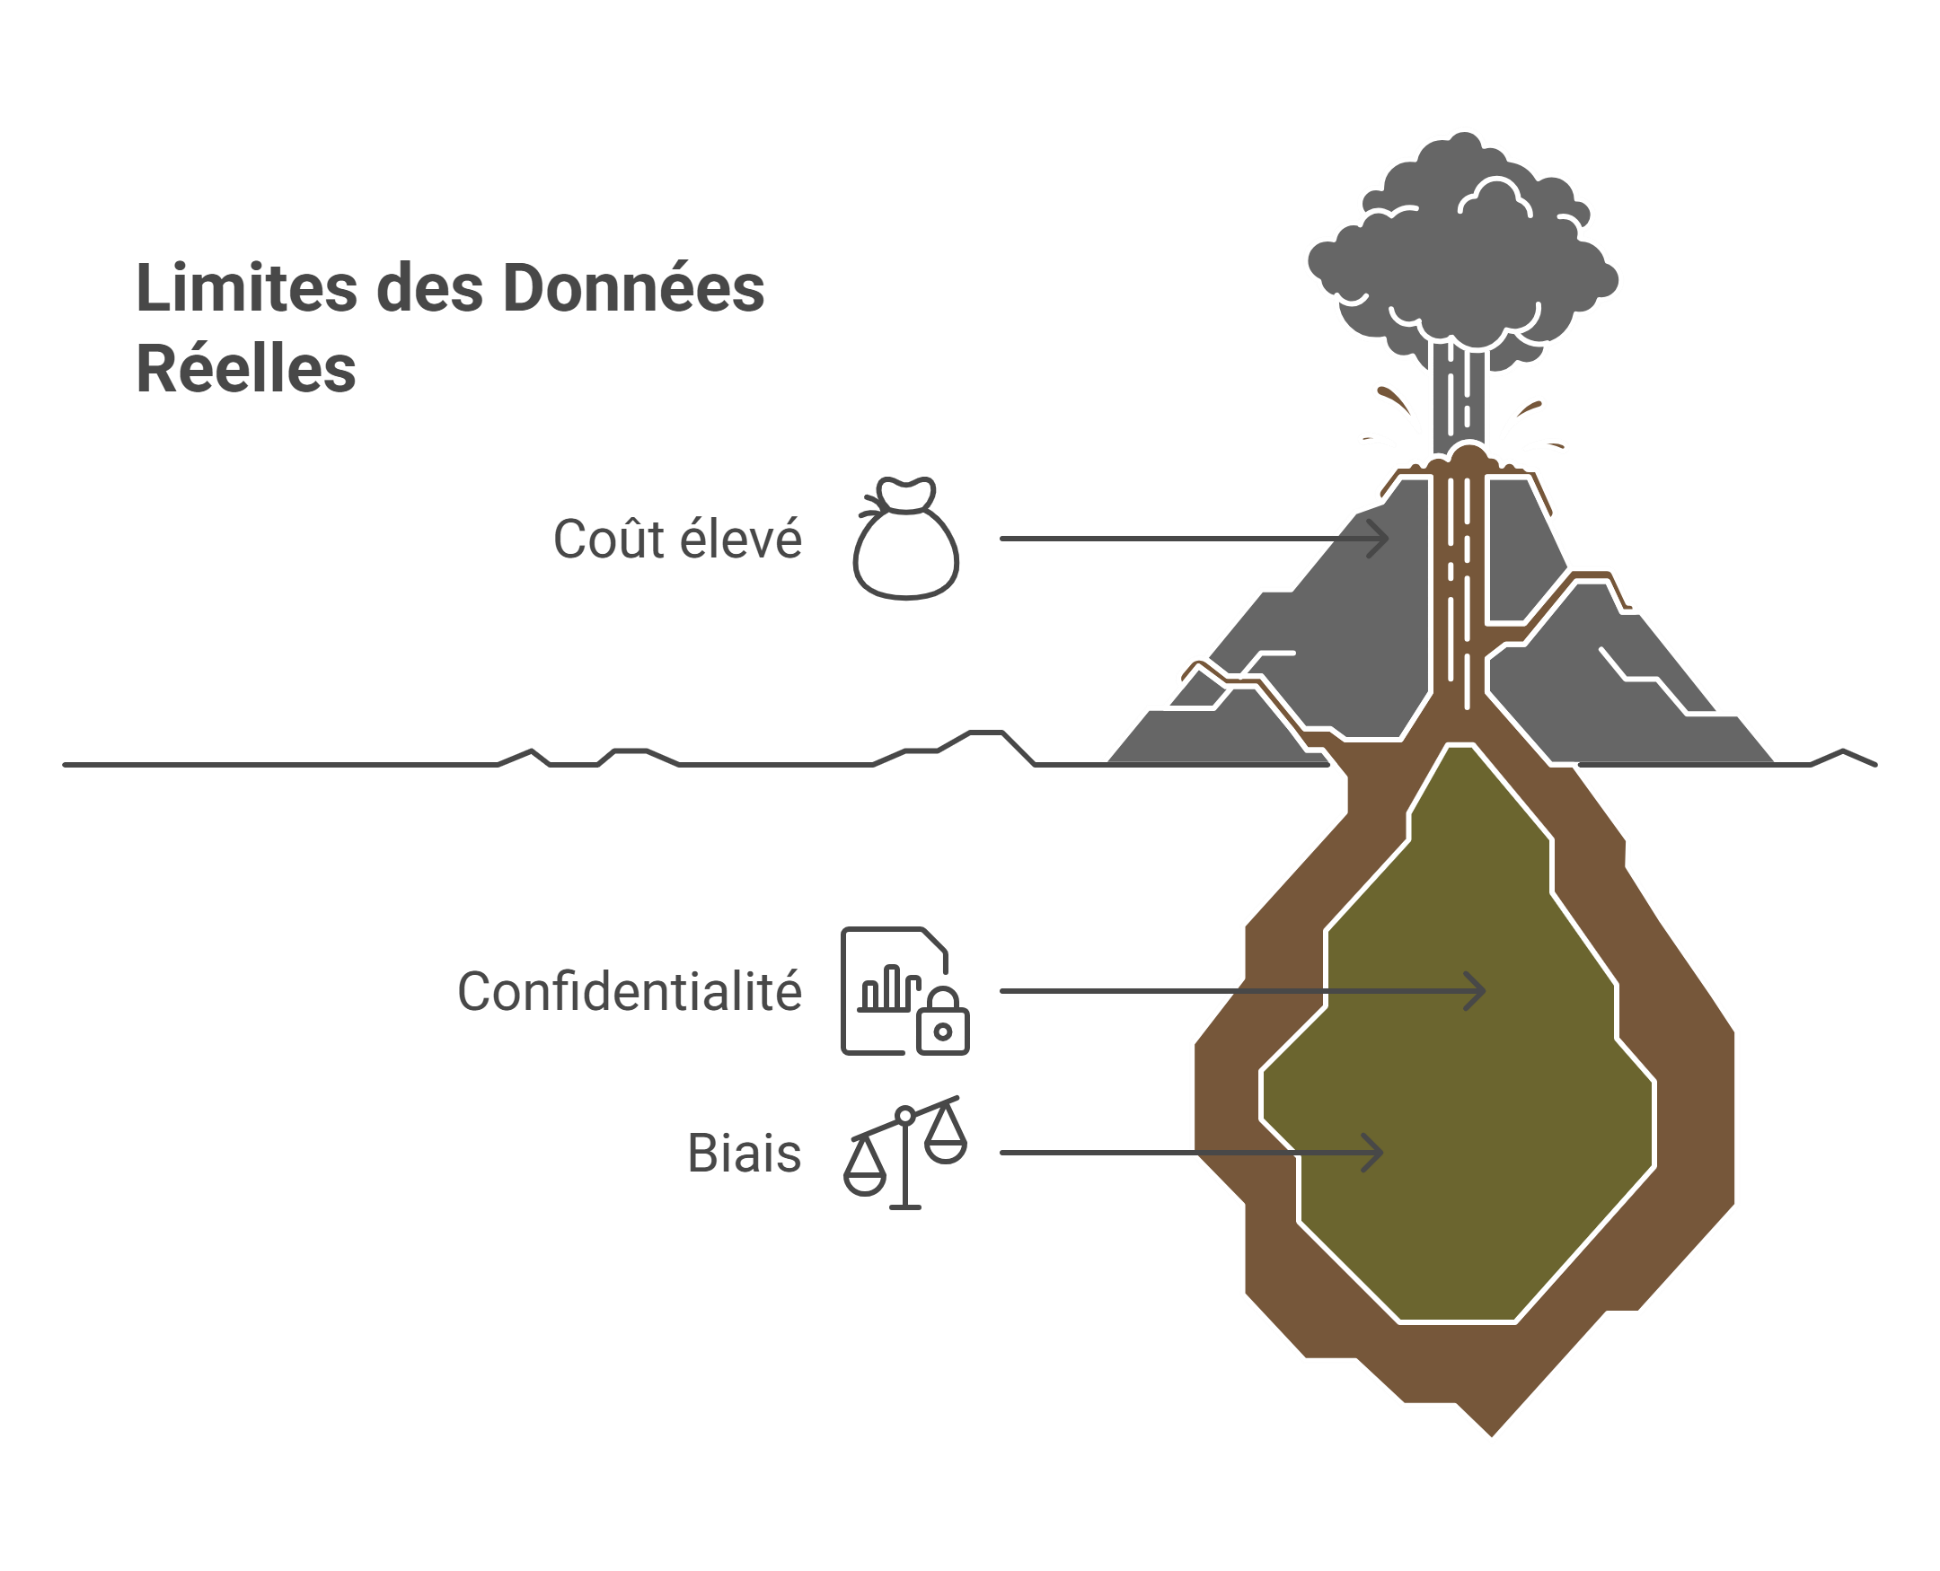 Limites des Données
Réelles
Coût élevé
Confidentialité
Biais